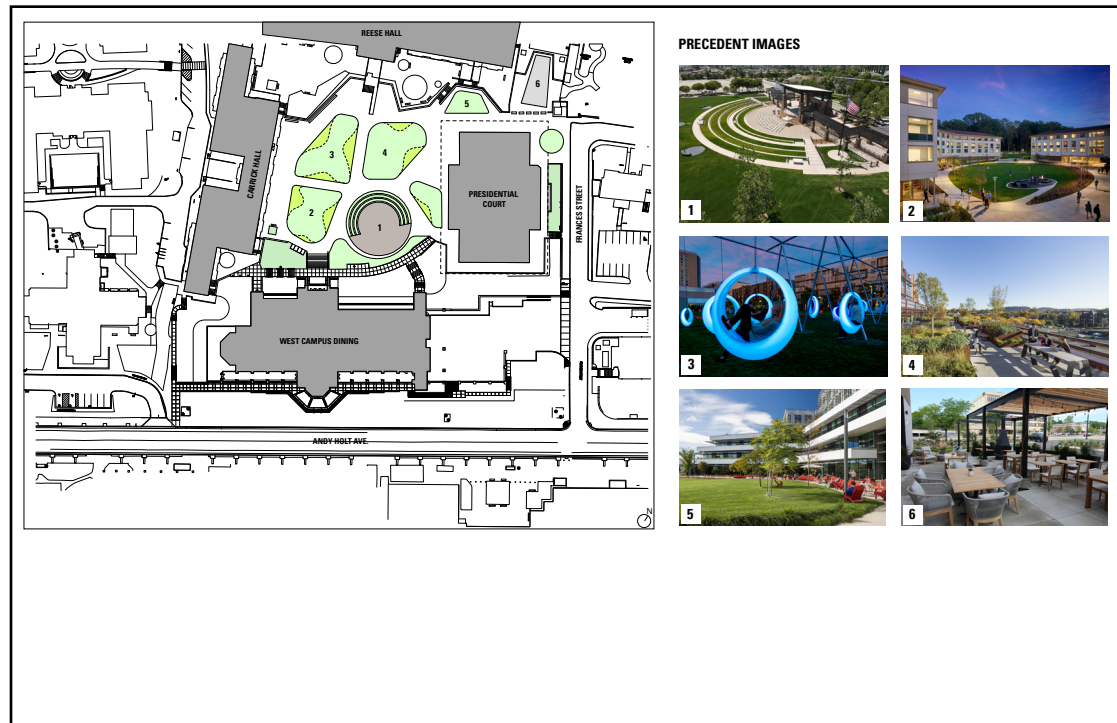 REESE HALL
6
5
3
4
CARRICK HALL
PRESIDENTIAL
COURT
FRANCES STREET
2
1
WEST CAMPUS DINING
ANDY HOLT AVE.
N
PRECEDENT IMAGES
1
2
3
4
5
6